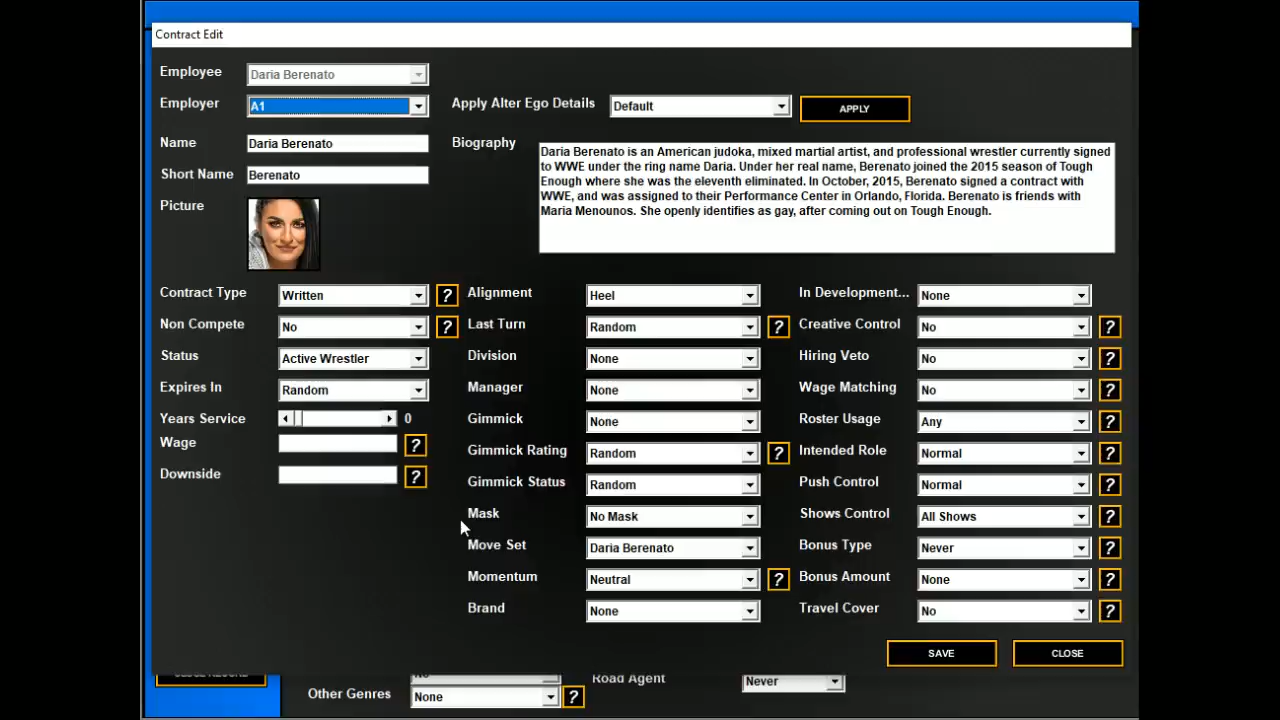 Contract Edit
Employee Daria Berenato
Employer A1 Apply Alter Ego Details Default APPLY
Name Daria Berenato Biography
Short Name Berenato
Picture
Daria Berenato is an American judoka, mixed martial artist, and professional wrestler currently signed
to WWE under the ring name Daria. Under her real name, Berenato joined the 2015 season of Tough
Enough where she was the eleventh eliminated. In October, 2015, Berenato signed a contract with
WWE, and was assigned to their Performance Center in Orlando, Florida. Berenato is friends with
Maria Menounos. She openly identifies as gay, after coming out on Tough Enough.
Contract Type Written ? Alignment Heel In Development... None
Non Compete No ? Last Turn Random ? Creative Control No ?
Status Active Wrestler Division None Hiring Veto No ?
Expires In Random Manager None Wage Matching No ?
Years Service 0 Gimmick None Roster Usage Any ?
Wage ? Gimmick Rating Random ? Intended Role Normal ?
Downside ? Gimmick Status Random Push Control Normal ?
Mask No Mask Shows Control All Shows ?
Move Set Daria Berenato Bonus Type Never ?
Momentum Neutral ? Bonus Amount None ?
Brand None Travel Cover No ?
SAVE CLOSE
Road Agent Never
Other Genres None ?